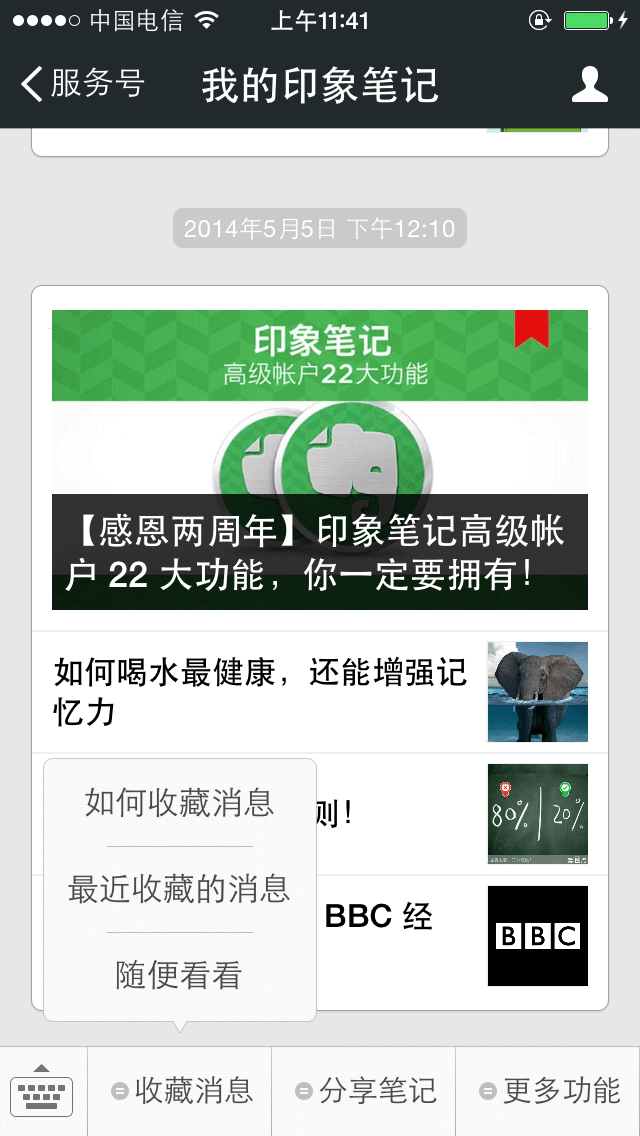 中国电信
上午11:41
服务号
我的印象笔记
2014年5月5日 下午12:10
印象笔记
高级帐户22大功能
【感恩两周年】印象笔记高级帐
户 22 大功能，你一定要拥有！
如何喝水最健康，还能增强记
忆力
则！
80% | 20%
BBC 经
BBC
如何收藏消息
最近收藏的消息
随便看看
收藏消息
分享笔记
更多功能